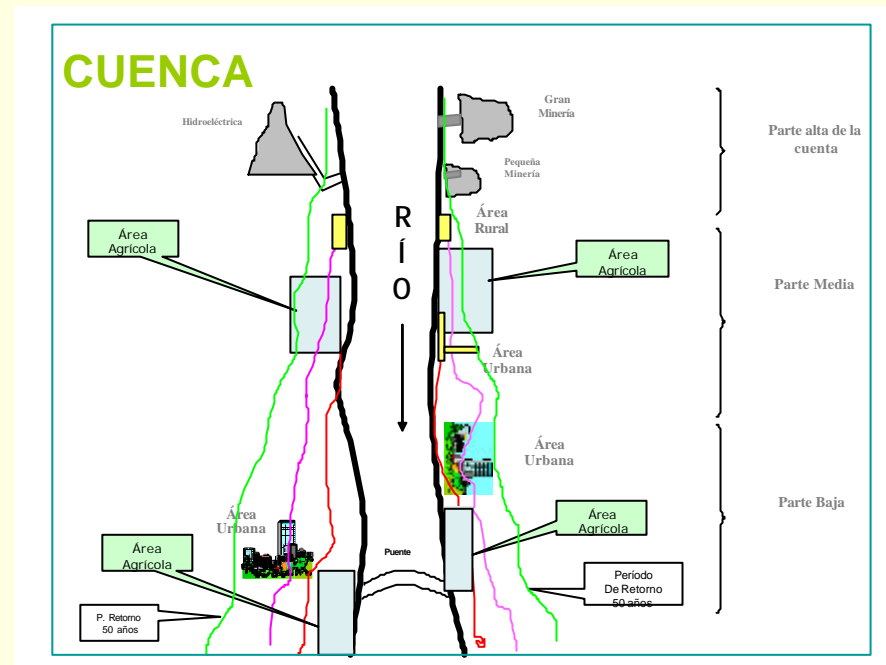 CUENCA
Hidroeléctrica
Gran
Minería
Parte alta de la
cuenta
Pequeña
Minería
R
Í
O
Área
Rural
Área
Agrícola
Área
Agrícola
Parte Media
Área
Urbana
Área
Urbana
Parte Baja
Área
Urbana
Área
Agrícola
Área
Agrícola
Puente
Período
De Retorno
50 años
P. Retorno
50 años